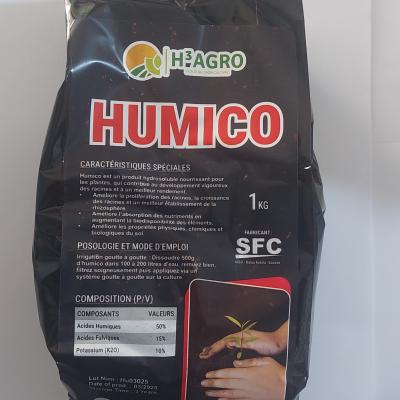 H³AGRO
HUMICO
CARACTÉRISTIQUES SPÉCIALES
Humico est un produit hydrosoluble nourrissant pour
les plantes, qui contribue au développement vigoureux
des racines et à un meilleur rendement.
- Améliore la prolifération des racines, la croissance
des racines et un meilleur établissement de la
rhizosphère.
- Améliore l'absorption des nutriments en
augmentant la biodisponibilité des éléments.
- Améliore les propriétés physiques, chimiques et
biologiques du sol.
1KG
POSOLOGIE ET MODE D'EMPLOI
Irrigation goutte à goutte : Dissoudre 500g
d'humico dans 100 à 200 litres d'eau, remuez bien,
filtrez soigneusement puis appliquez via un
système goutte à goutte sur la culture
FABRICANT
SFC
COMPOSITION (P/V)
COMPOSANTS VALEURS
Acides Humiques 50%
Acides Fulviques 15%
Potassium (K2O) 10%
Date of prod : 03/2025